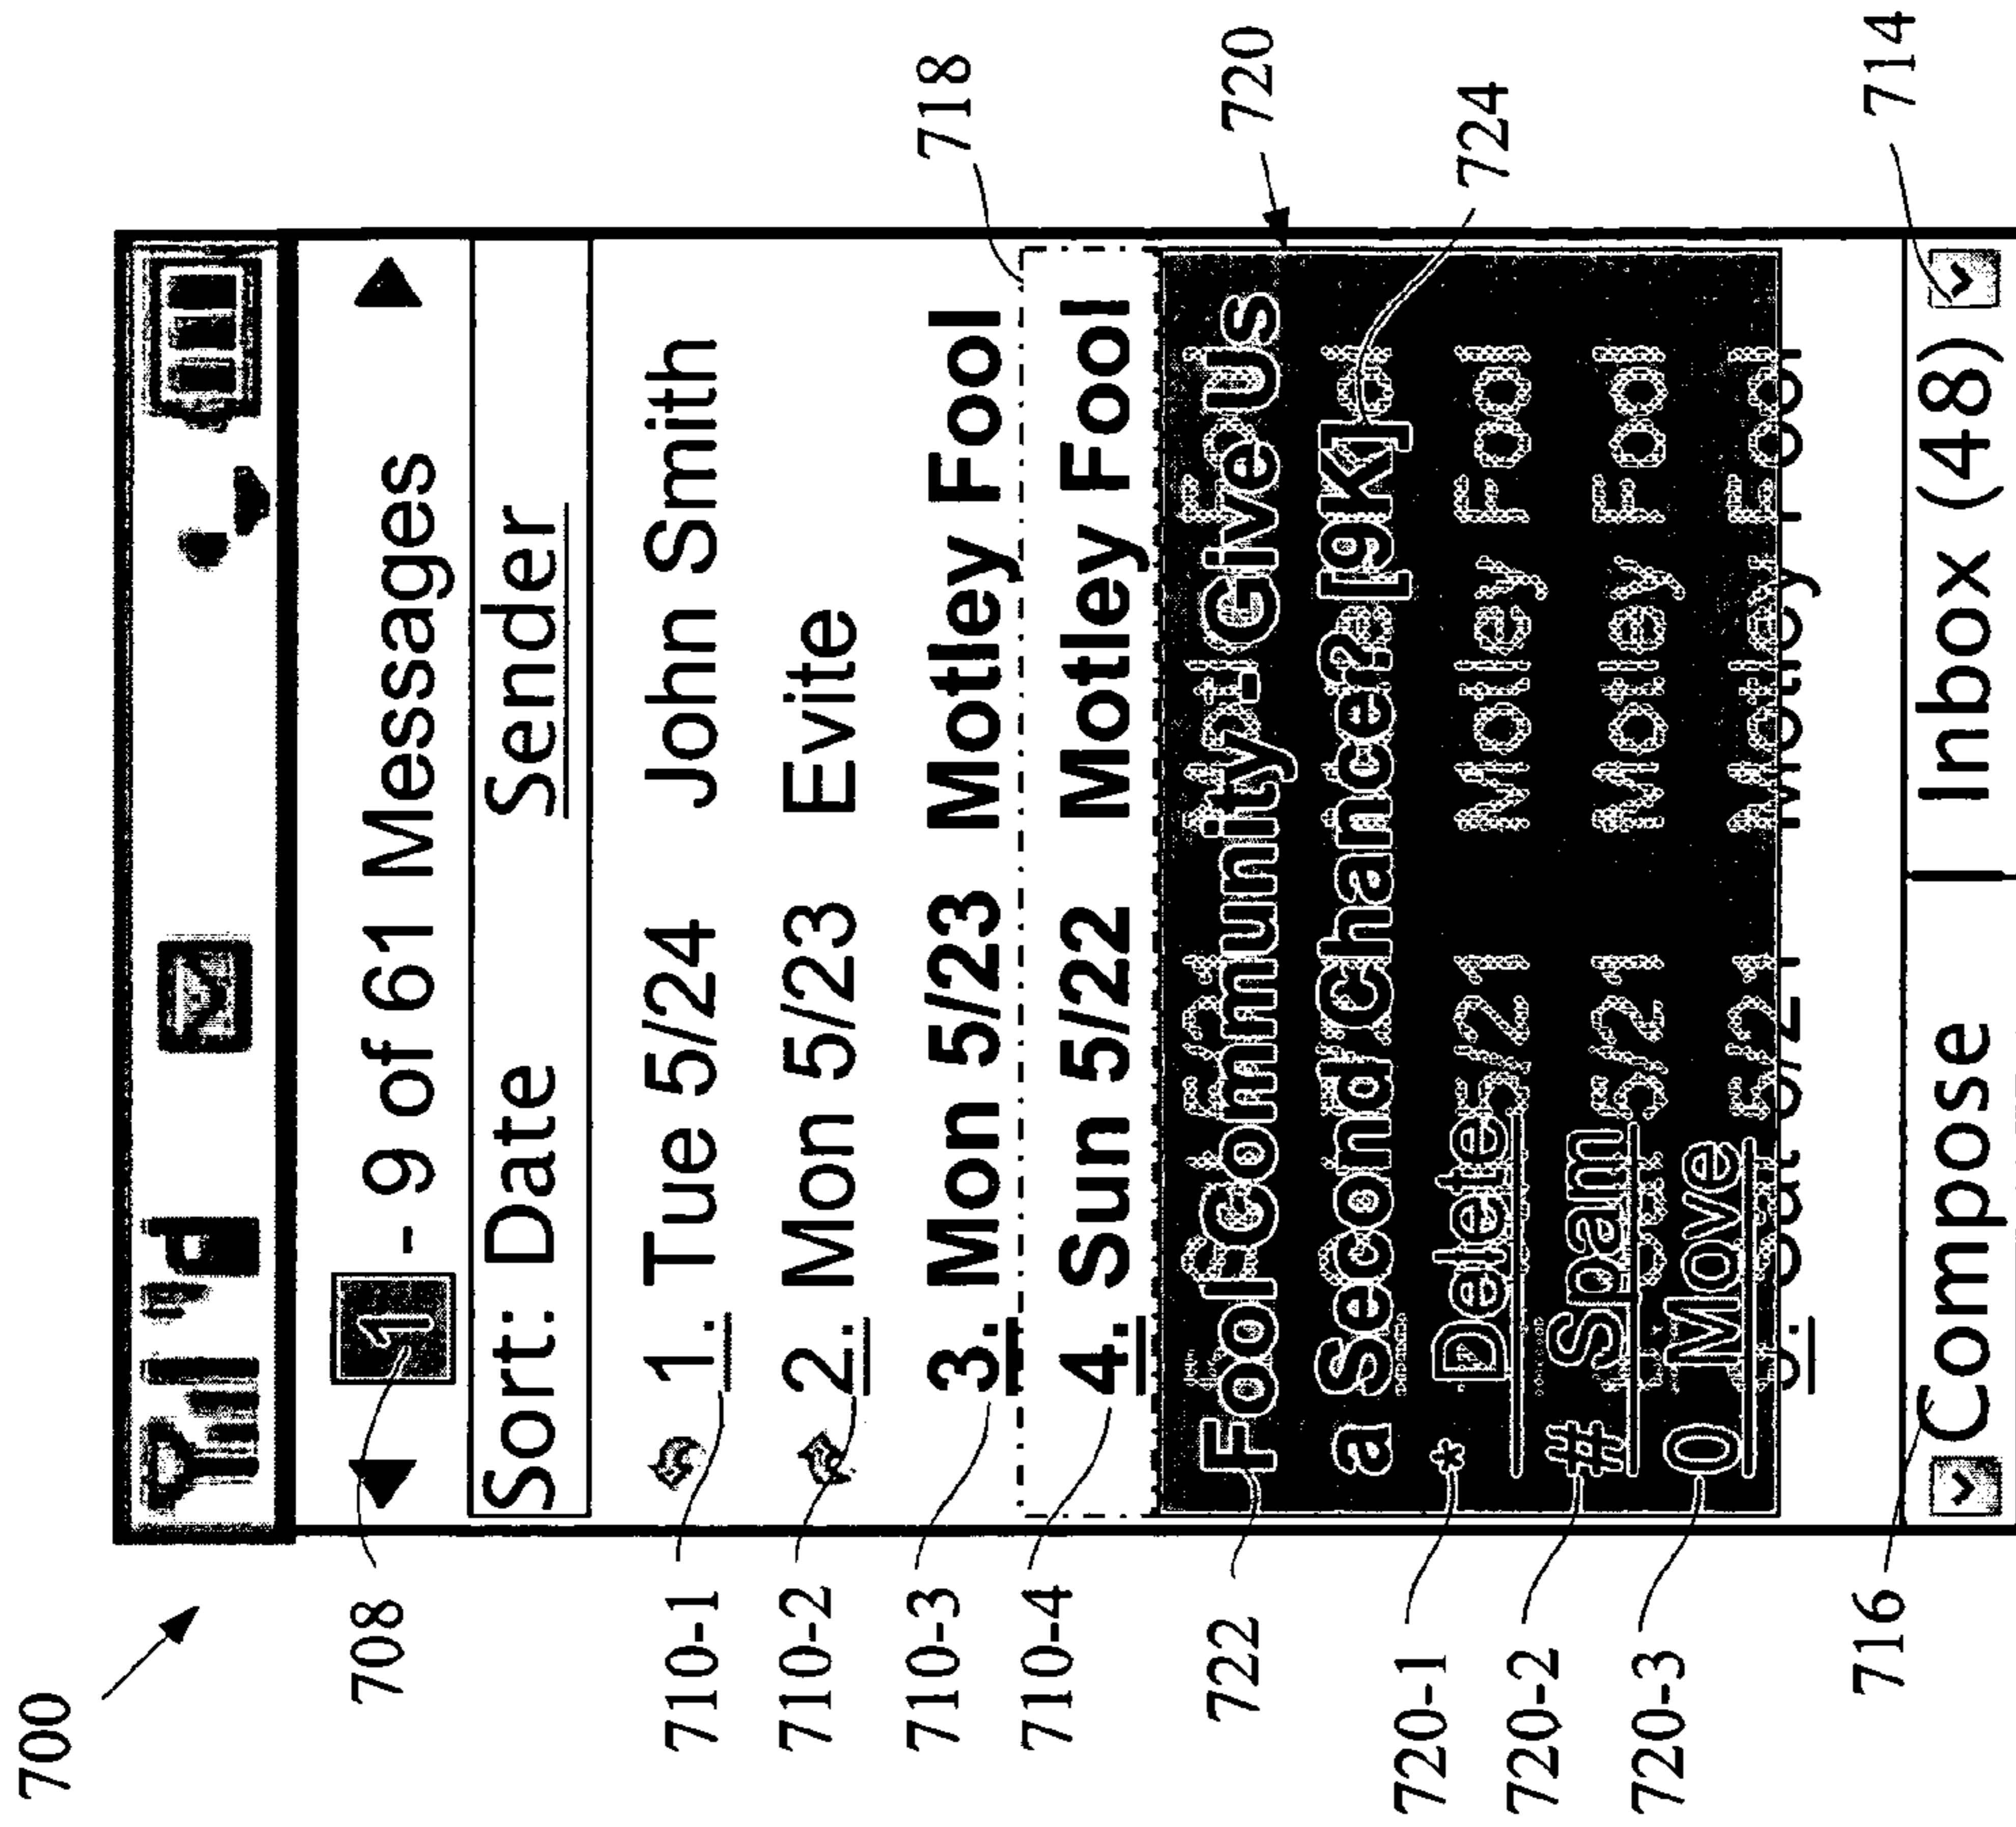 700
708
1 - 9 of 61 Messages
Sort: Date Sender
710-1
1. Tue 5/24 John Smith
710-2
2. Mon 5/23 Evite
710-3
3. Mon 5/23 Motley Fool
718
710-4
4. Sun 5/22 Motley Fool
720
722
Fool Community- Give Us
a Second Chance? [9K]
724
720-1
* Delete 5/21 Motley Fool
720-2
# Spam 5/21 Motley Fool
720-3
0 Move 5/21 Motley Fool
716
Compose Inbox (48)
714